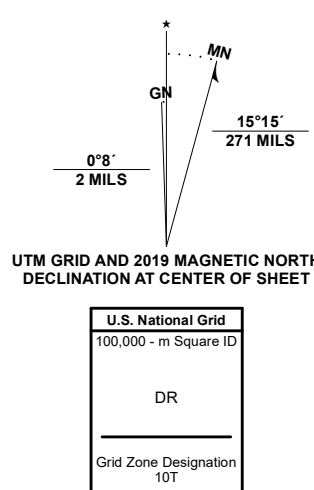 ★
MN
GN
15°15´
271 MILS
0°8´
2 MILS
UTM GRID AND 2019 MAGNETIC NORTH
DECLINATION AT CENTER OF SHEET
U.S. National Grid
100,000 - m Square ID
DR
Grid Zone Designation
10T